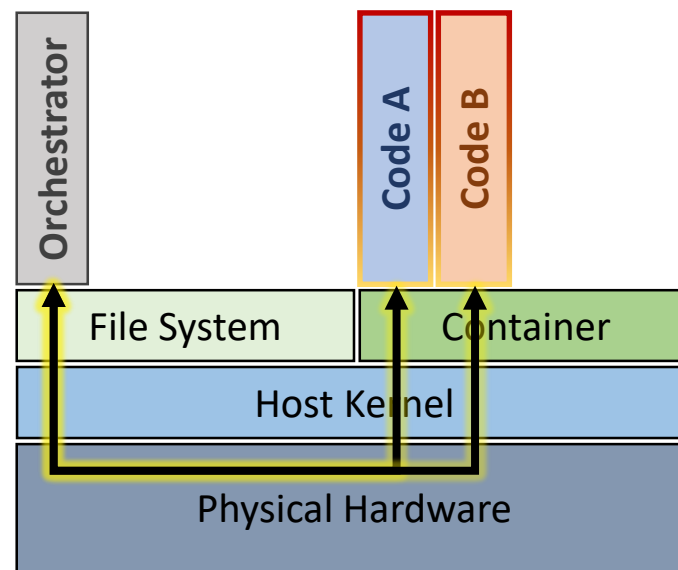 Orchestrator
Code A
Code B
File System
Container
Host Kernel
Physical Hardware